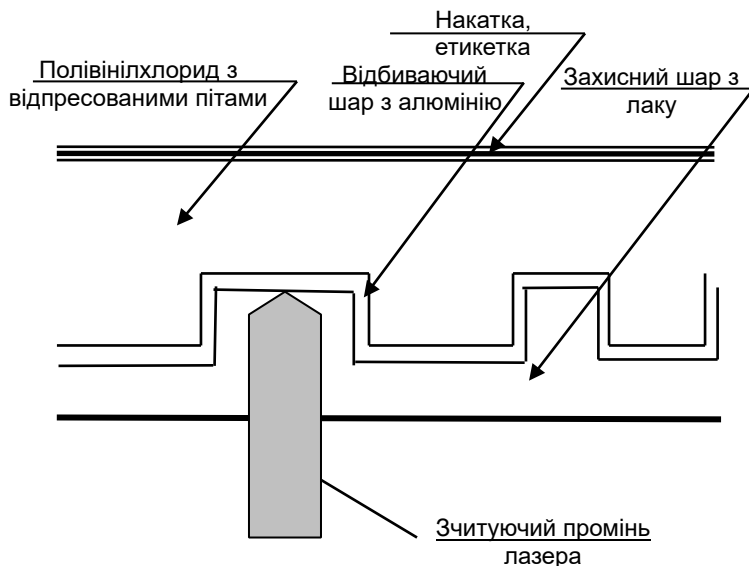 Накатка,
етикетка
Полівінілхлорид з
відпресованими пітами
Відбиваючий
шар з алюмінію
Захисний шар з
лаку
Зчитуючий промінь
лазера